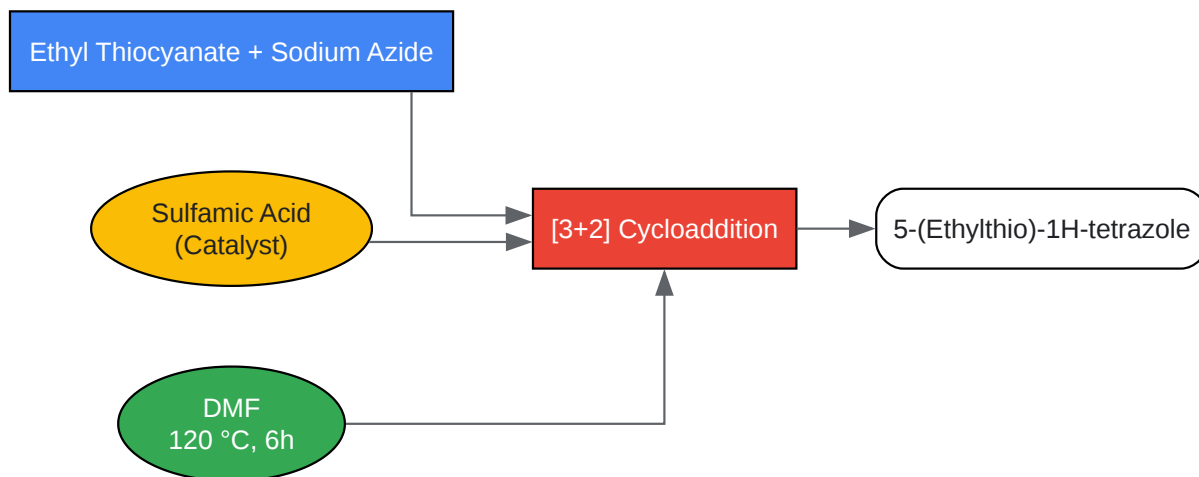 Ethyl Thiocyanate + Sodium Azide
Sulfamic Acid
(Catalyst)
[3+2] Cycloaddition
5-(Ethylthio)-1H-tetrazole
DMF
120 °C, 6h